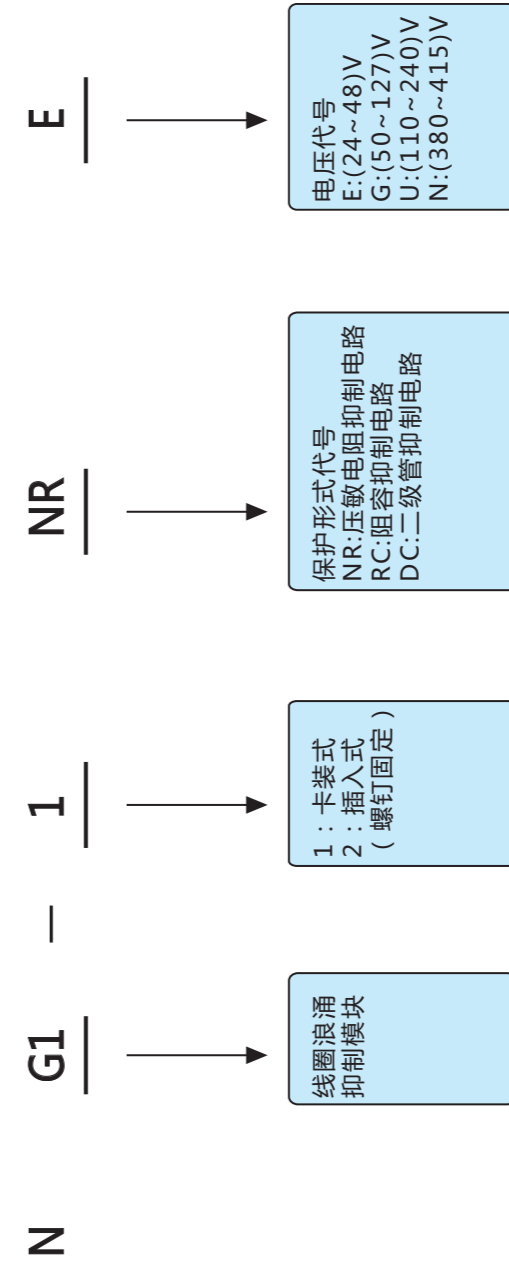 N G1 — 1 NR E
线圈浪涌
抑制模块
1：卡装式
2：插入式
（螺钉固定）
保护形式代号
NR:压敏电阻抑制电路
RC:阻容抑制电路
DC:二级管抑制电路
电压代号
E:(24~48)V
G:(50~127)V
U:(110~240)V
N:(380~415)V